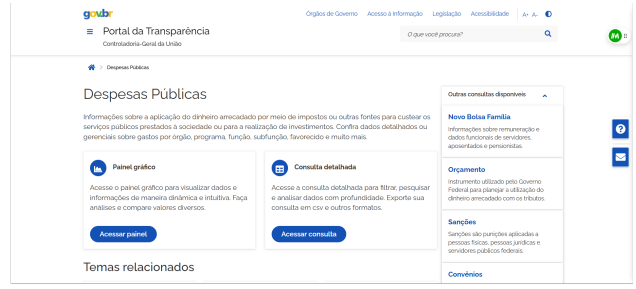 gov.br
Órgãos de Governo Acesso à Informação Legislação Acessibilidade A+ A-
Portal da Transparência
Controladoria-Geral da União
O que você procura?
Despesas Públicas
Despesas Públicas
Informações sobre a aplicação do dinheiro arrecadado por meio de impostos ou outras fontes para custear os
serviços públicos prestados à sociedade ou para a realização de investimentos. Confira dados detalhados ou
gerenciais sobre gastos por órgão, programa, função, subfunção, favorecido e muito mais.
Painel gráfico
Acesse o painel gráfico para visualizar dados e
informações de maneira dinâmica e intuitiva. Faça
análises e compare valores diversos.
Acessar painel
Consulta detalhada
Acesse a consulta detalhada para filtrar, pesquisar
e analisar dados com profundidade. Exporte sua
consulta em csv e outros formatos.
Acessar consulta
Temas relacionados
Outras consultas disponíveis
Novo Bolsa Família
Informações sobre remuneração e
dados funcionais de servidores,
aposentados e pensionistas.
Orçamento
Instrumento utilizado pelo Governo
Federal para planejar a utilização do
dinheiro arrecadado com os tributos.
Sanções
Sanções são punições aplicadas a
pessoas físicas, pessoas jurídicas e
servidores públicos federais.
Convênios